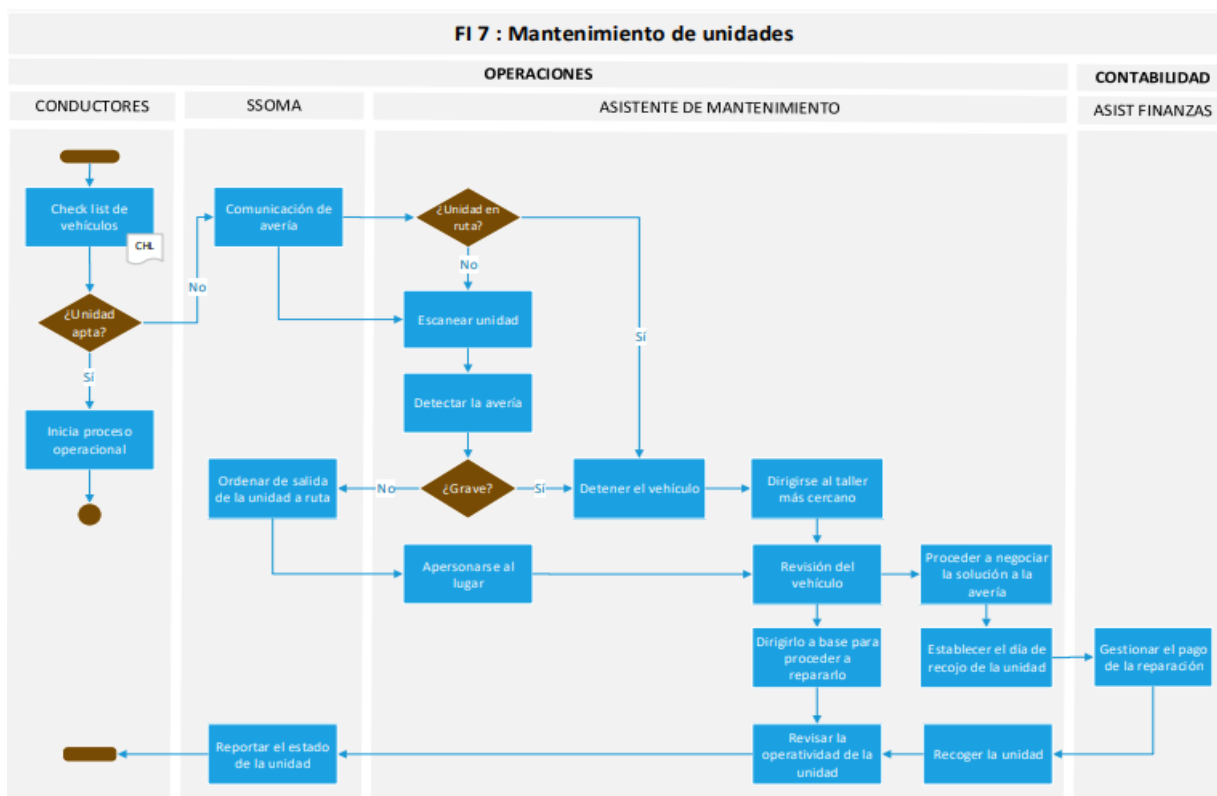 FI 7 : Mantenimiento de unidades
OPERACIONES
CONTABILIDAD
CONDUCTORES
SSOMA
ASISTENTE DE MANTENIMIENTO
ASIST FINANZAS
Check list de
vehículos
CHL
Comunicación de
avería
¿Unidad en
ruta?
No
No
¿Unidad
apta?
Escanear unidad
Sí
Sí
Detectar la avería
Inicia proceso
operacional
Ordenar de salida
de la unidad a ruta
No
¿Grave?
Sí
Detener el vehículo
Dirigirse al taller
más cercano
Apersonarse al
lugar
Revisión del
vehículo
Proceder a negociar
la solución a la
avería
Dirigirlo a base para
proceder a
repararlo
Establecer el día de
recojo de la unidad
Gestionar el pago
de la reparación
Reportar el estado
de la unidad
Revisar la
operatividad de la
unidad
Recoger la unidad